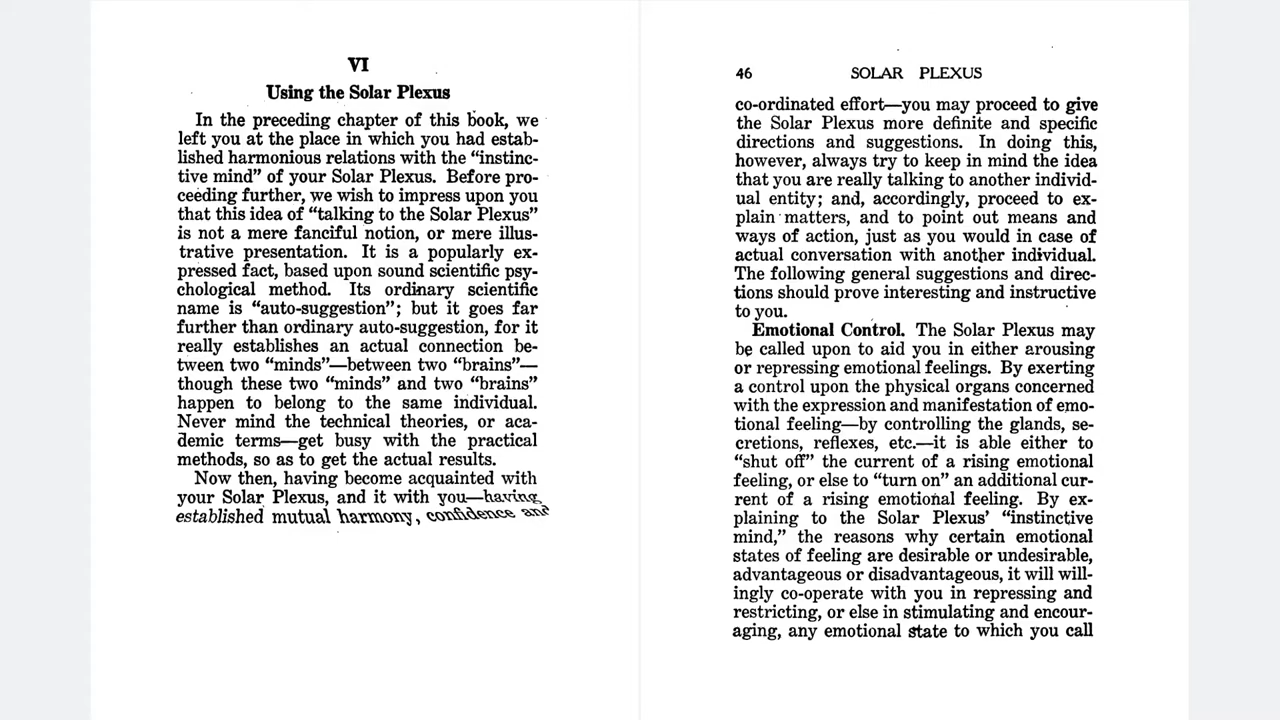 VI
Using the Solar Plexus
In the preceding chapter of this book, we
left you at the place in which you had estab-
lished harmonious relations with the “instinc-
tive mind” of your Solar Plexus. Before pro-
ceeding further, we wish to impress upon you
that this idea of “talking to the Solar Plexus”
is not a mere fanciful notion, or mere illus-
trative presentation. It is a popularly ex-
pressed fact, based upon sound scientific psy-
chological method. Its ordinary scientific
name is “auto-suggestion”; but it goes far
further than ordinary auto-suggestion, for it
really establishes an actual connection be-
tween two “minds”—between two “brains”—
though these two “minds” and two “brains”
happen to belong to the same individual.
Never mind the technical theories, or aca-
demic terms—get busy with the practical
methods, so as to get the actual results.
Now then, having become acquainted with
your Solar Plexus, and it with you—having
established mutual harmony, confidence and
46 SOLAR PLEXUS
co-ordinated effort—you may proceed to give
the Solar Plexus more definite and specific
directions and suggestions. In doing this,
however, always try to keep in mind the idea
that you are really talking to another individ-
ual entity; and, accordingly, proceed to ex-
plain matters, and to point out means and
ways of action, just as you would in case of
actual conversation with another individual.
The following general suggestions and direc-
tions should prove interesting and instructive
to you.
Emotional Control. The Solar Plexus may
be called upon to aid you in either arousing
or repressing emotional feelings. By exerting
a control upon the physical organs concerned
with the expression and manifestation of emo-
tional feeling—by controlling the glands, se-
cretions, reflexes, etc.—it is able either to
“shut off” the current of a rising emotional
feeling, or else to “turn on” an additional cur-
rent of a rising emotional feeling. By ex-
plaining to the Solar Plexus’ “instinctive
mind,” the reasons why certain emotional
states of feeling are desirable or undesirable,
advantageous or disadvantageous, it will will-
ingly co-operate with you in repressing and
restricting, or else in stimulating and encour-
aging, any emotional state to which you call